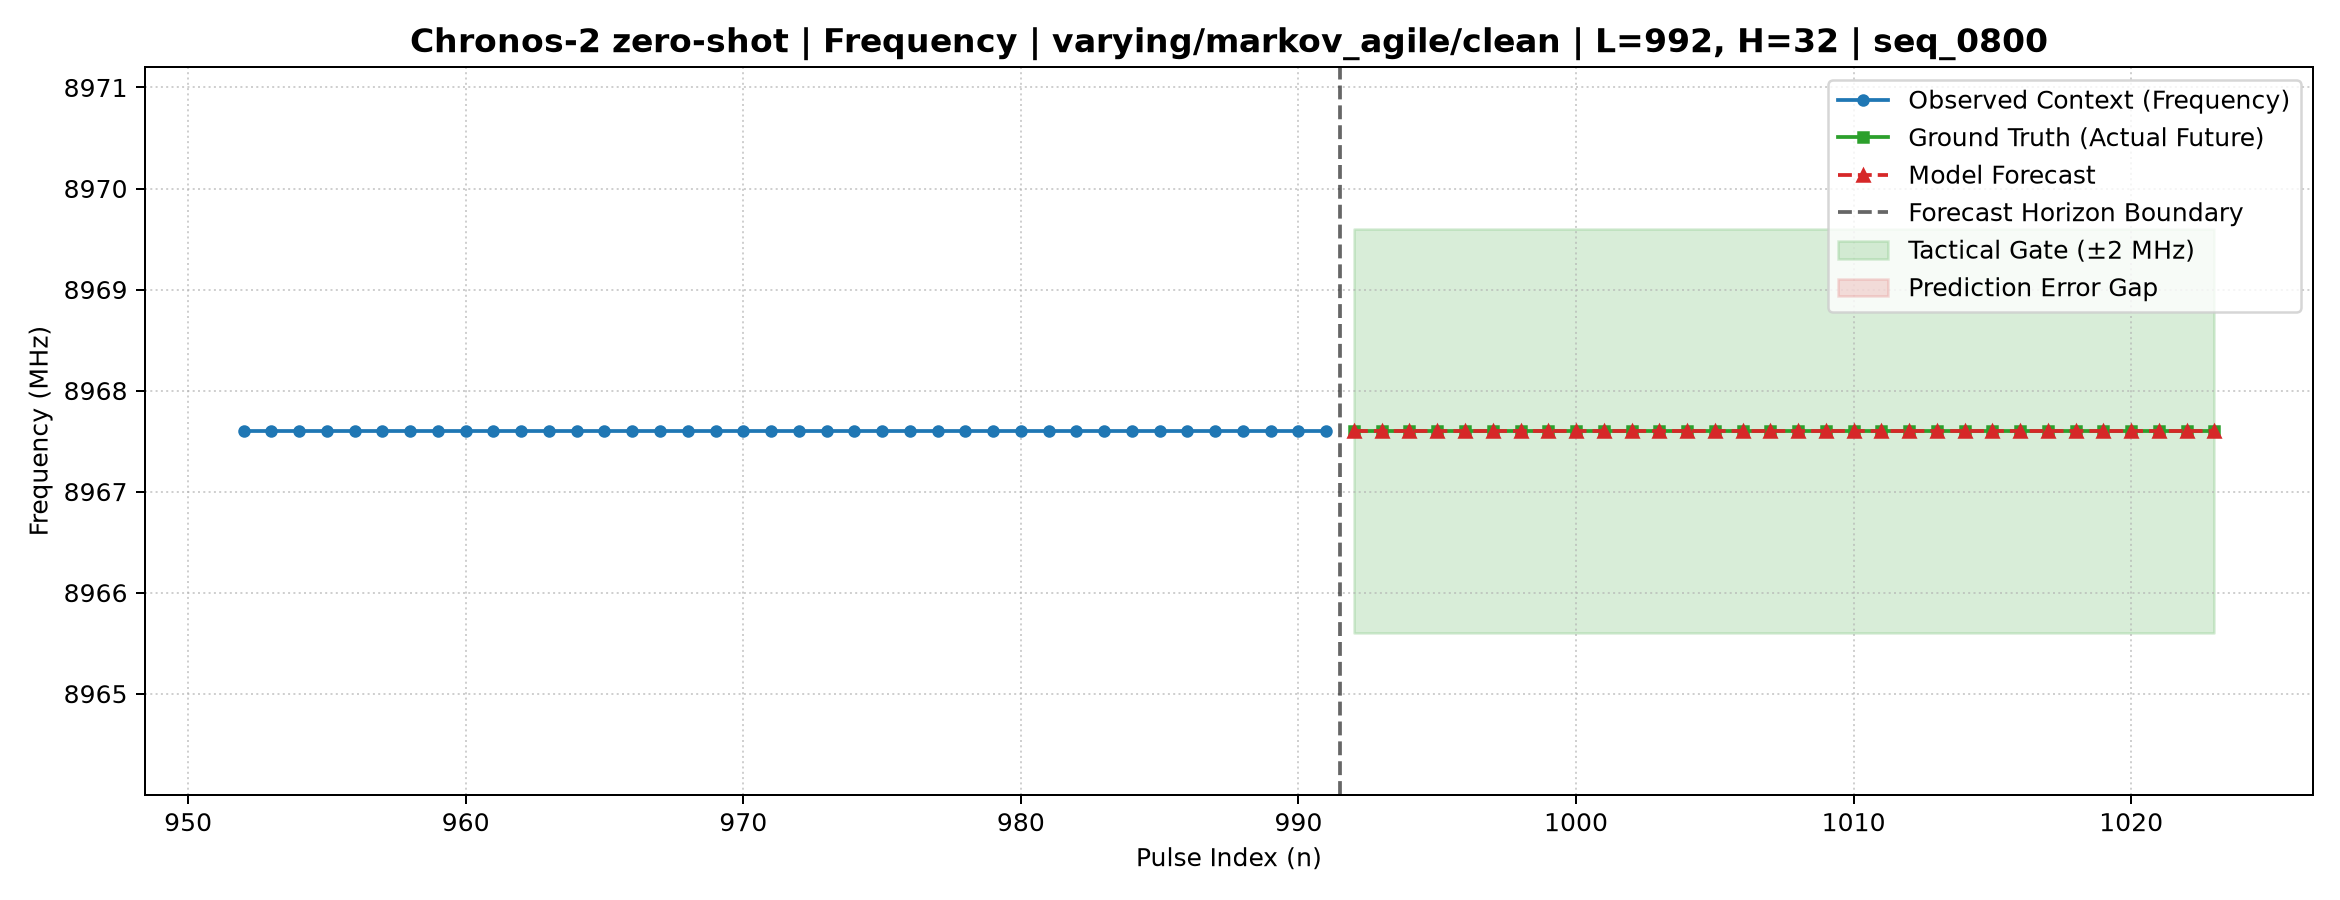 Chronos-2 zero-shot | Frequency | varying/markov_agile/clean | L=992, H=32 | seq_0800
Frequency (MHz)
8971
8970
8969
8968
8967
8966
8965
Observed Context (Frequency)
Ground Truth (Actual Future)
Model Forecast
Forecast Horizon Boundary
Tactical Gate (±2 MHz)
Prediction Error Gap
950 960 970 980 990 1000 1010 1020
Pulse Index (n)